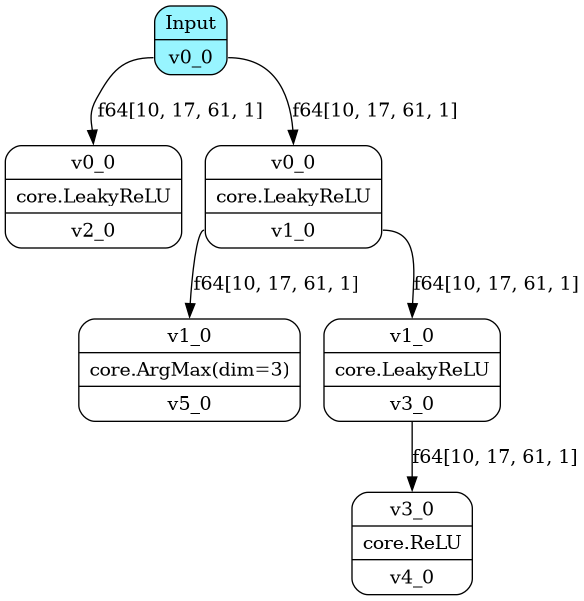 Input
v0_0
f64[10, 17, 61, 1]
f64[10, 17, 61, 1]
v0_0
core.LeakyReLU
v2_0
v0_0
core.LeakyReLU
v1_0
f64[10, 17, 61, 1]
f64[10, 17, 61, 1]
v1_0
core.ArgMax(dim=3)
v5_0
v1_0
core.LeakyReLU
v3_0
f64[10, 17, 61, 1]
v3_0
core.ReLU
v4_0